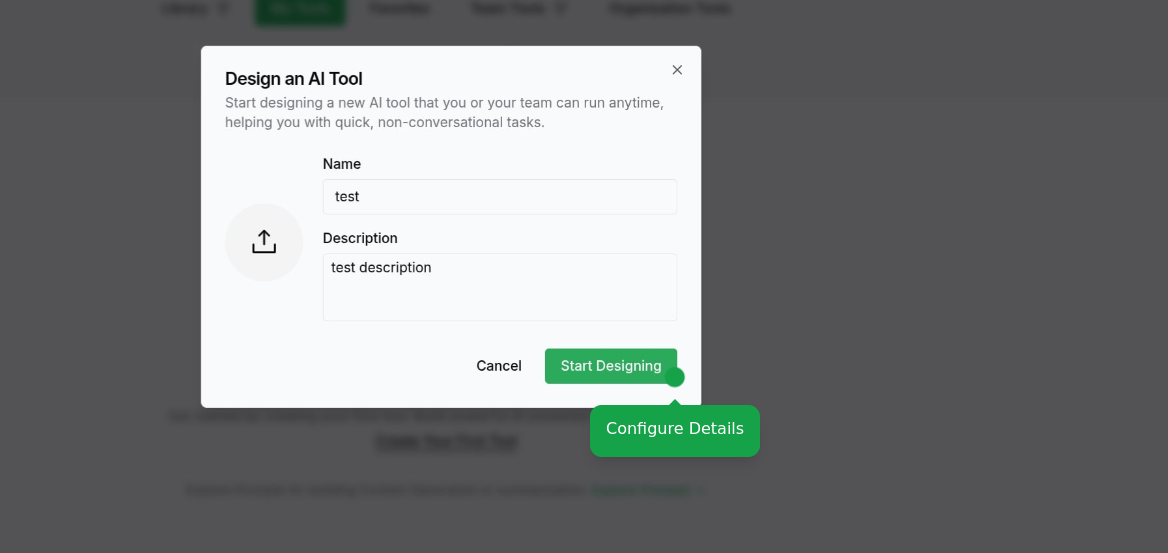 Library
My Tools
Favorites
Team Tools
Organization Tools
Design an AI Tool
Start designing a new AI tool that you or your team can run anytime,
helping you with quick, non-conversational tasks.
Name
test
Description
test description
Cancel
Start Designing
Configure Details
Create Your First Tool